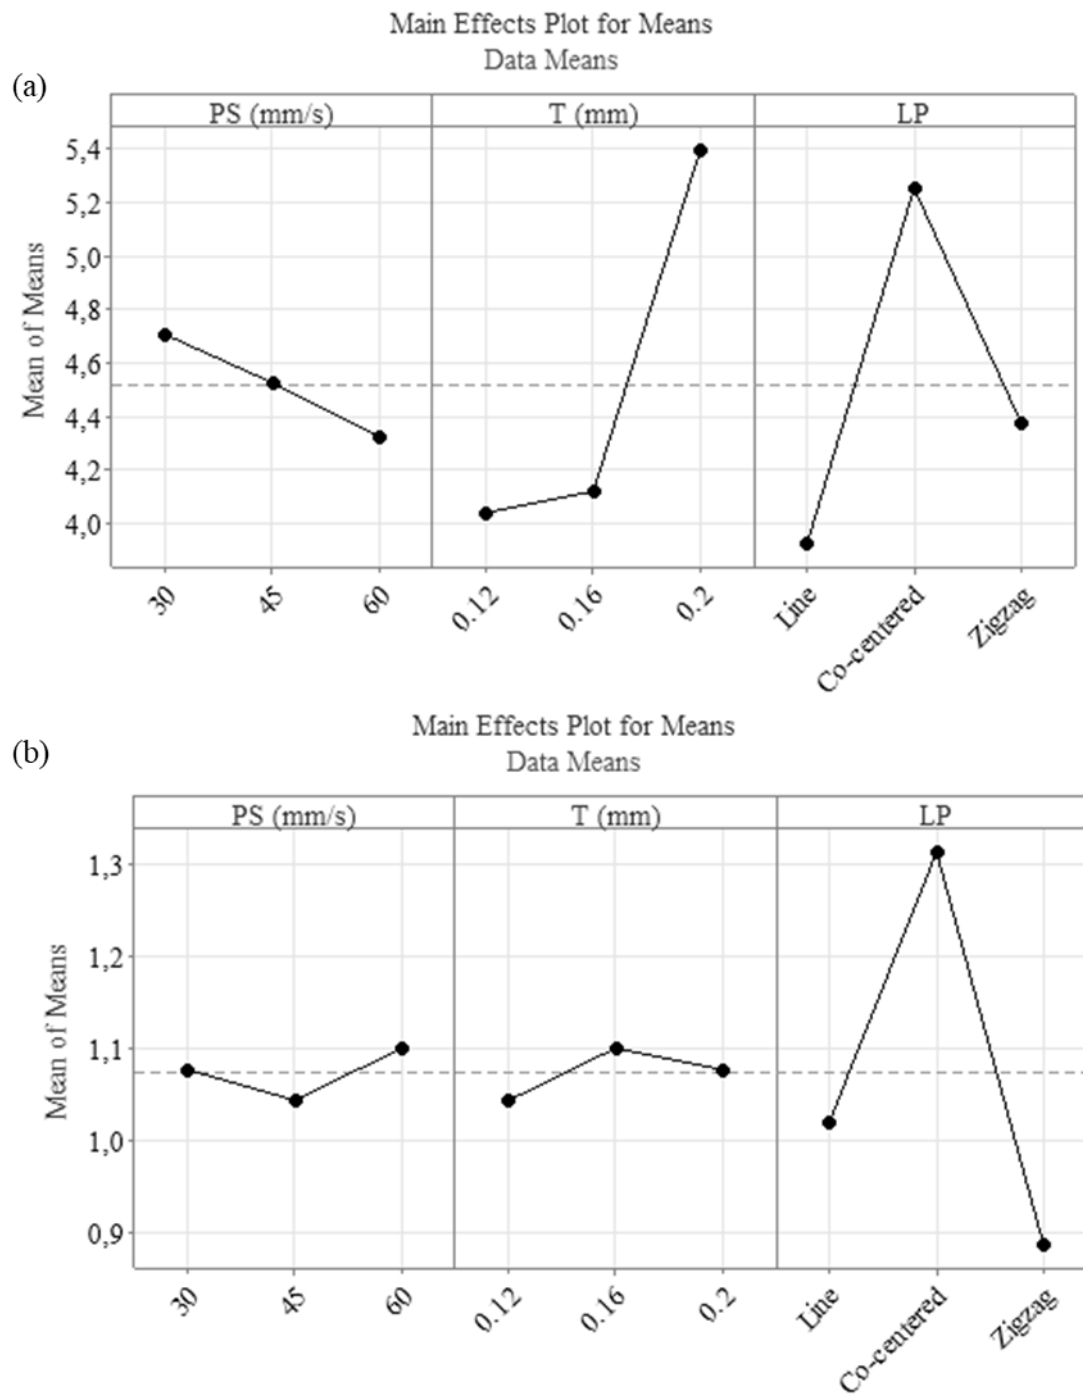 Main Effects Plot for Means
Data Means
(a)
PS (mm/s) T (mm) LP
5,4
5,2
5,0
4,8
4,6
4,4
4,2
4,0
Mean of Means
30 45 60 0.12 0.16 0.2 Line Co-centered Zigzag
Main Effects Plot for Means
(b)
Data Means
PS (mm/s) T (mm) LP
1,3
1,2
1,1
1,0
0,9
Mean of Means
30 45 60 0.12 0.16 0.2 Line Co-centered Zigzag